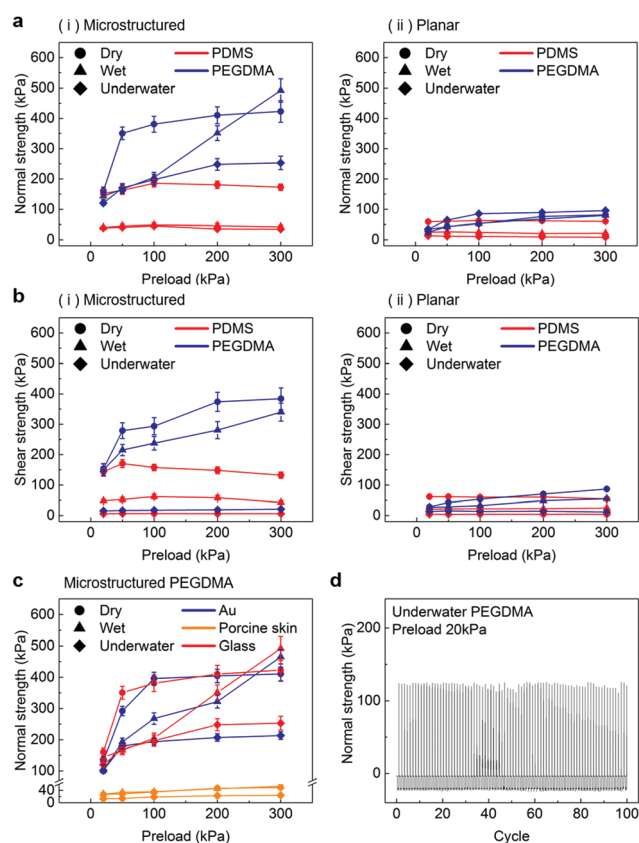 a
( i ) Microstructured
Dry PDMS
Wet PEGDMA
Underwater
Normal strength (kPa)
600
500
400
300
200
100
0
0 100 200 300
Preload (kPa)
(ii) Planar
Dry PDMS
Wet PEGDMA
Underwater
Normal strength (kPa)
600
500
400
300
200
100
0
0 100 200 300
Preload (kPa)
b
( i ) Microstructured
Dry PDMS
Wet PEGDMA
Underwater
Shear strength (kPa)
600
500
400
300
200
100
0
0 100 200 300
Preload (kPa)
(ii) Planar
Dry PDMS
Wet PEGDMA
Underwater
Shear strength (kPa)
600
500
400
300
200
100
0
0 100 200 300
Preload (kPa)
c Microstructured PEGDMA
Dry Au
Wet Porcine skin
Underwater Glass
Normal strength (kPa)
600
500
400
300
200
100
40
0
0 100 200 300
Preload (kPa)
d
Underwater PEGDMA
Preload 20kPa
Normal strength (kPa)
200
100
0
0 20 40 60 80 100
Cycle